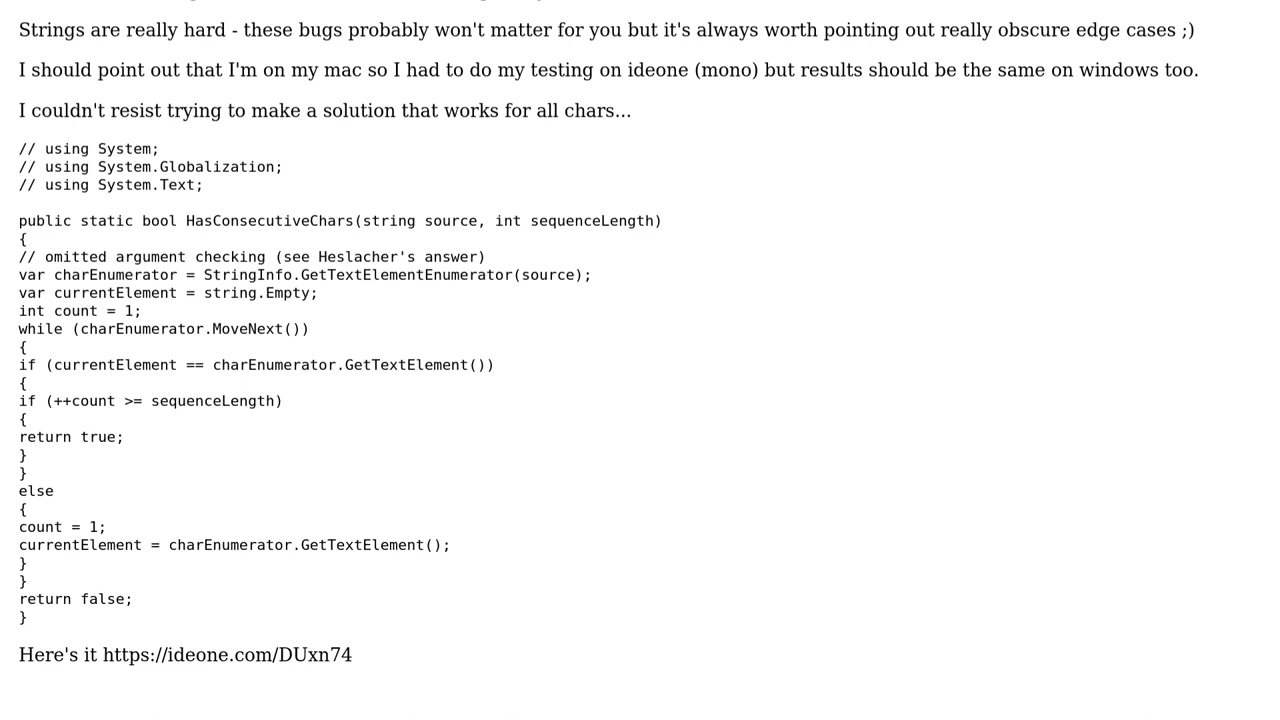 Strings are really hard - these bugs probably won't matter for you but it's always worth pointing out really obscure edge cases ;)
I should point out that I'm on my mac so I had to do my testing on ideone (mono) but results should be the same on windows too.
I couldn't resist trying to make a solution that works for all chars...
// using System;
// using System.Globalization;
// using System.Text;
public static bool HasConsecutiveChars(string source, int sequenceLength)
{
// omitted argument checking (see Heslacher's answer)
var charEnumerator = StringInfo.GetTextElementEnumerator(source);
var currentElement = string.Empty;
int count = 1;
while (charEnumerator.MoveNext())
{
if (currentElement == charEnumerator.GetTextElement())
{
if (++count >= sequenceLength)
{
return true;
}
}
else
{
count = 1;
currentElement = charEnumerator.GetTextElement();
}
}
return false;
}
Here's it https://ideone.com/DUxn74